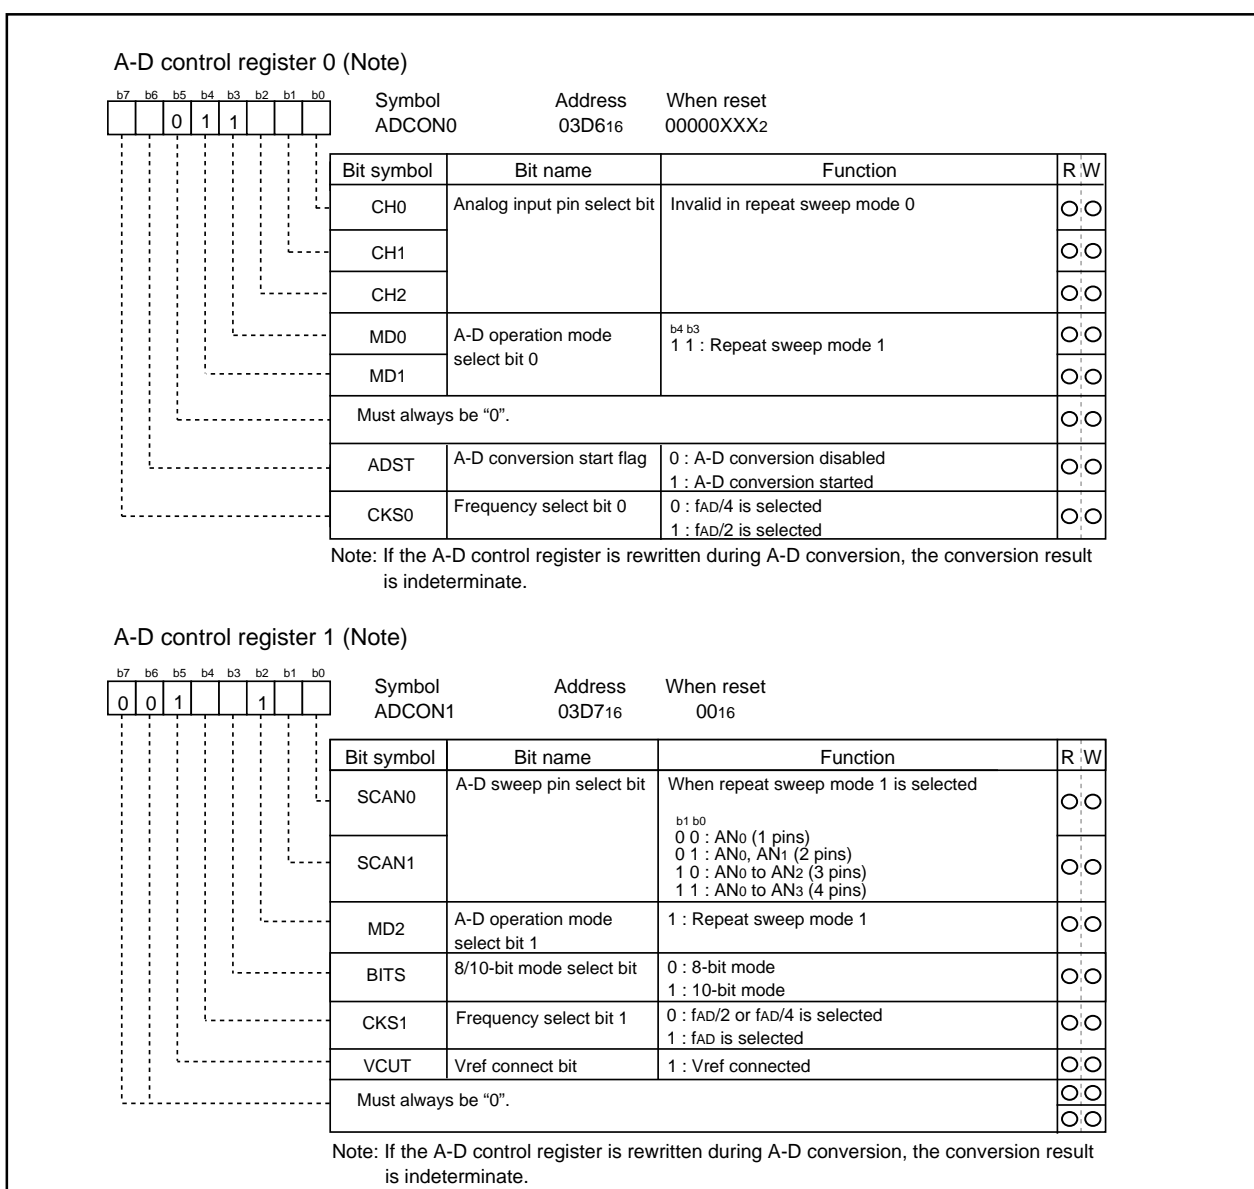 A-D control register 0 (Note)
b7 b6 b5 b4 b3 b2 b1 b0
0 1 1
Symbol Address When reset
ADCON0 03D616 00000XXX2
Bit symbol Bit name Function R W
CH0 Analog input pin select bit Invalid in repeat sweep mode 0
CH1
CH2
MD0 A-D operation mode select bit 0 b4 b3
1 1 : Repeat sweep mode 1
MD1
Must always be “0”.
ADST A-D conversion start flag 0 : A-D conversion disabled
1 : A-D conversion started
CKS0 Frequency select bit 0 0 : fAD/4 is selected
1 : fAD/2 is selected
Note: If the A-D control register is rewritten during A-D conversion, the conversion result
is indeterminate.
A-D control register 1 (Note)
b7 b6 b5 b4 b3 b2 b1 b0
0 0 1 1
Symbol Address When reset
ADCON1 03D716 0016
Bit symbol Bit name Function R W
SCAN0 A-D sweep pin select bit When repeat sweep mode 1 is selected
b1 b0
0 0 : AN0 (1 pins)
0 1 : AN0, AN1 (2 pins)
1 0 : AN0 to AN2 (3 pins)
1 1 : AN0 to AN3 (4 pins)
SCAN1
MD2 A-D operation mode select bit 1 1 : Repeat sweep mode 1
BITS 8/10-bit mode select bit 0 : 8-bit mode
1 : 10-bit mode
CKS1 Frequency select bit 1 0 : fAD/2 or fAD/4 is selected
1 : fAD is selected
VCUT Vref connect bit 1 : Vref connected
Must always be “0”.
Note: If the A-D control register is rewritten during A-D conversion, the conversion result
is indeterminate.